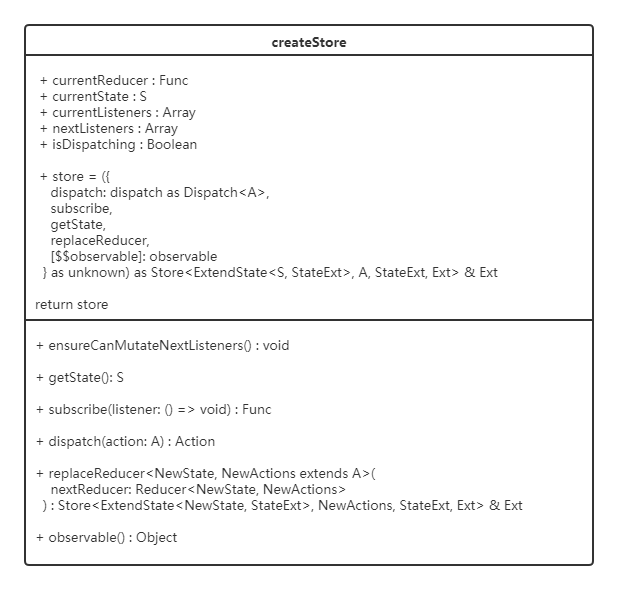 createStore
+ currentReducer : Func
+ currentState : S
+ currentListeners : Array
+ nextListeners : Array
+ isDispatching : Boolean
+ store = ({
dispatch: dispatch as Dispatch<A>,
subscribe,
getState,
replaceReducer,
[$$observable]: observable
} as unknown) as Store<ExtendState<S, StateExt>, A, StateExt, Ext> & Ext
return store
+ ensureCanMutateNextListeners() : void
+ getState(): S
+ subscribe(listener: () => void) : Func
+ dispatch(action: A) : Action
+ replaceReducer<NewState, NewActions extends A>(
nextReducer: Reducer<NewState, NewActions>
) : Store<ExtendState<NewState, StateExt>, NewActions, StateExt, Ext> & Ext
+ observable() : Object